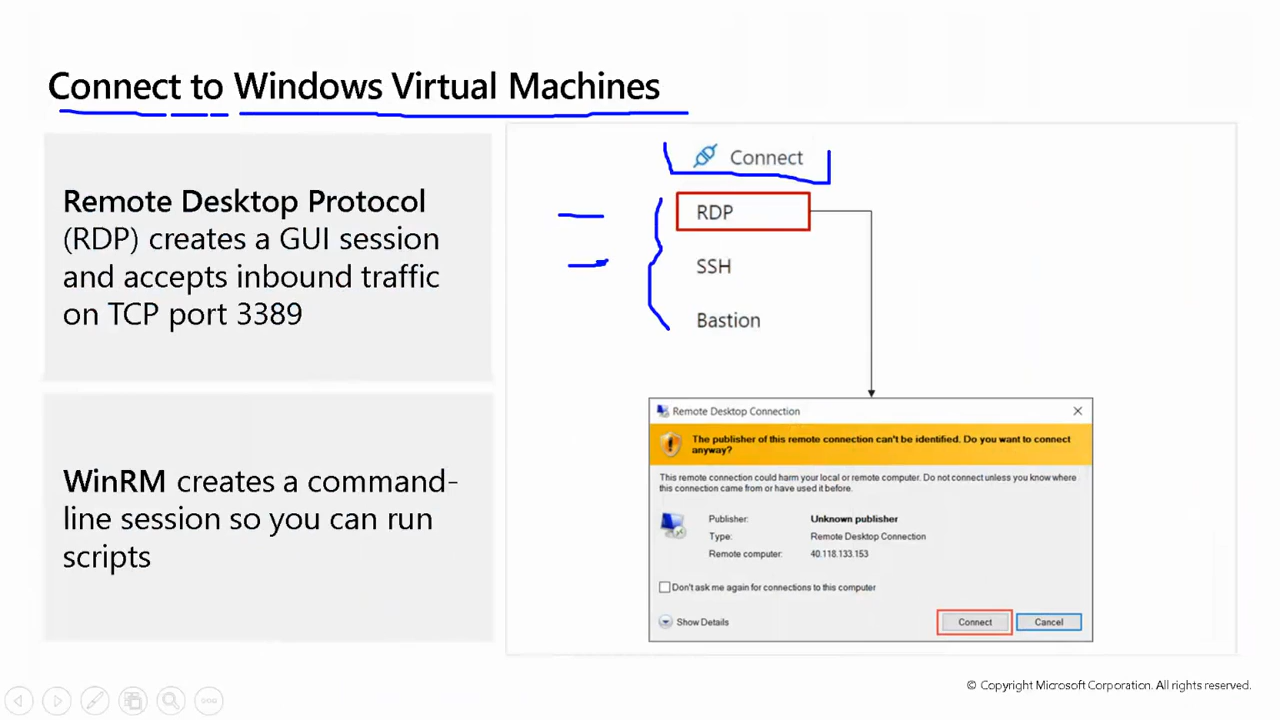 Connect to Windows Virtual Machines
Remote Desktop Protocol
(RDP) creates a GUI session
and accepts inbound traffic
on TCP port 3389
WinRM creates a command-
line session so you can run
scripts
Connect
RDP
SSH
Bastion
Remote Desktop Connection
The publisher of this remote connection can't be identified. Do you want to connect
anyway?
This remote connection could harm your local or remote computer. Do not connect unless you know where
this connection came from or have used it before.
Publisher: Unknown publisher
Type: Remote Desktop Connection
Remote computer: 40.118.133.153
Don't ask me again for connections to this computer
Show Details
Connect
Cancel
© Copyright Microsoft Corporation. All rights reserved.